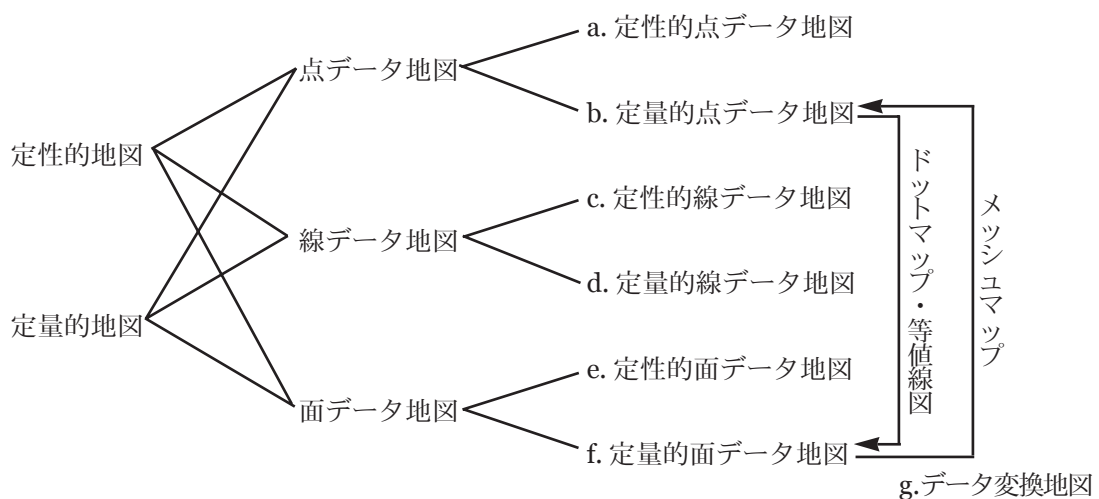 定性的地図
定量的地図
点データ地図
線データ地図
面データ地図
a. 定性的点データ地図
b. 定量的点データ地図
c. 定性的線データ地図
d. 定量的線データ地図
e. 定性的面データ地図
f. 定量的面データ地図
ドットマップ・等値線図
メッシュマップ
g.データ変換地図